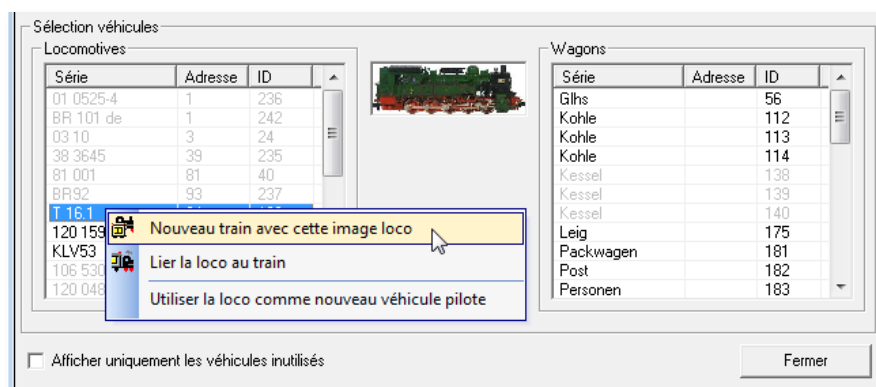 Sélection véhicules
Locomotives
Série Adresse ID
01 0525-4 1 236
BR 101 de 1 242
03 10 3 24
38 3645 39 235
81 001 81 40
BR92 93 237
T 16.1
120 159
KLV53
106 530
120 048
Nouveau train avec cette image loco
Lier la loco au train
Utiliser la loco comme nouveau véhicule pilote
Wagons
Série Adresse ID
Glhs 56
Kohle 112
Kohle 113
Kohle 114
Kessel 138
Kessel 139
Kessel 140
Leig 175
Packwagen 181
Post 182
Personen 183
Afficher uniquement les véhicules inutilisés
Fermer